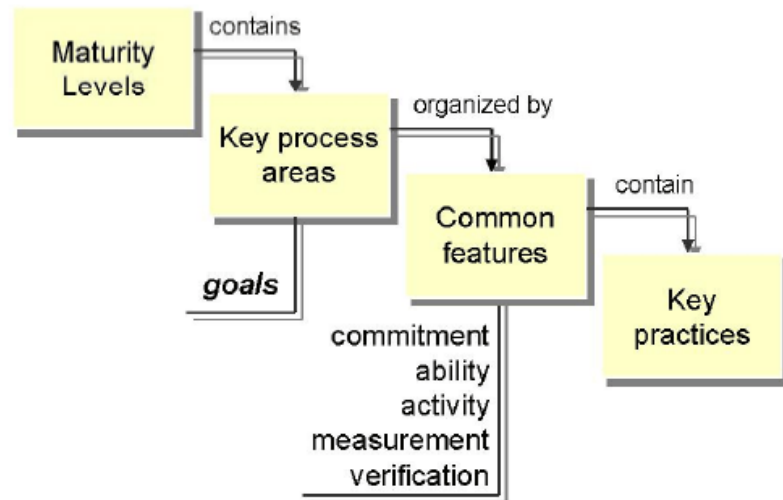 contains
Maturity
Levels
organized by
Key process
areas
contain
Common
features
goals
Key
practices
commitment
ability
activity
measurement
verification